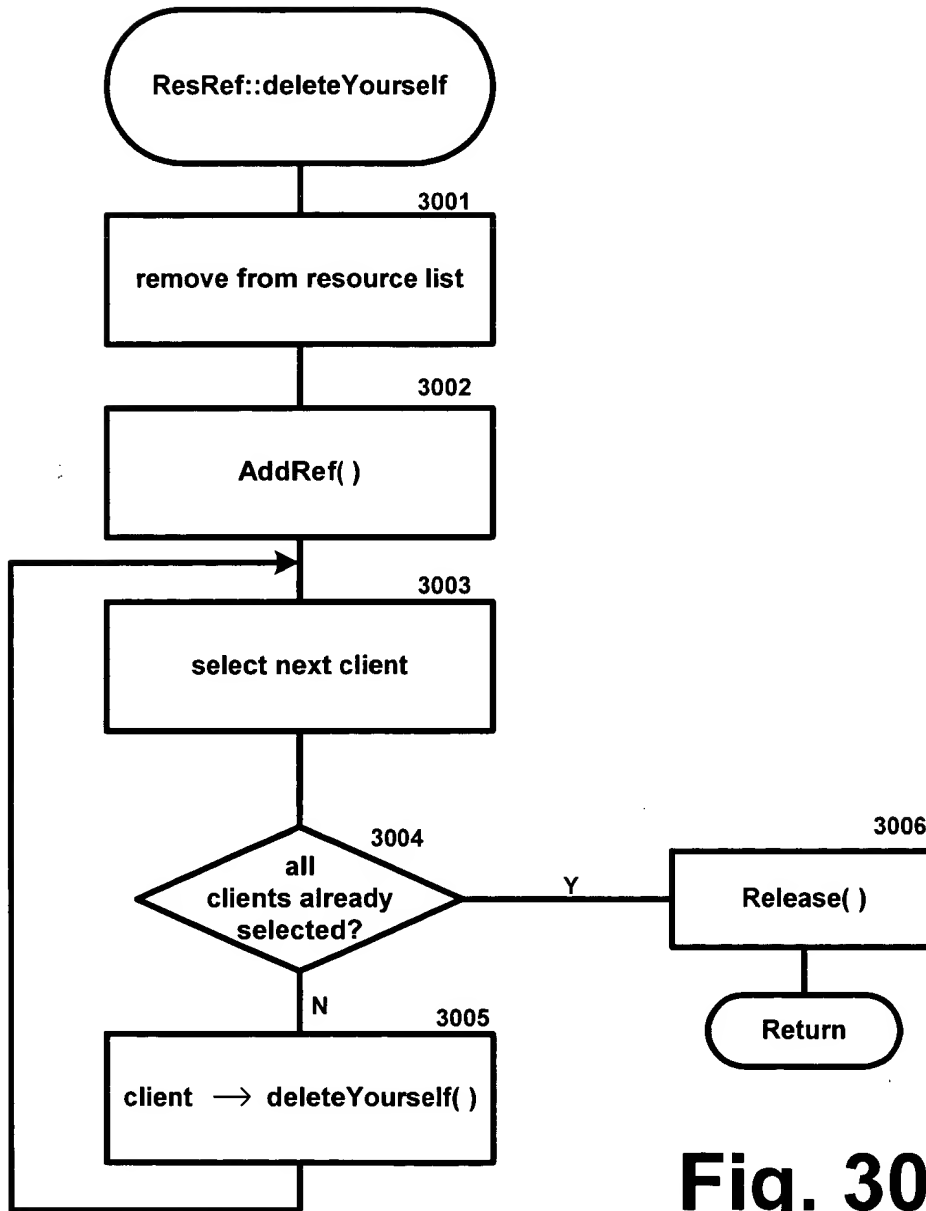 ResRef::deleteYourself
3001
remove from resource list
3002
AddRef( )
3003
select next client
3004
all
clients already
selected?
Y
3006
Release( )
Return
N
3005
client → deleteYourself( )
Fig. 30